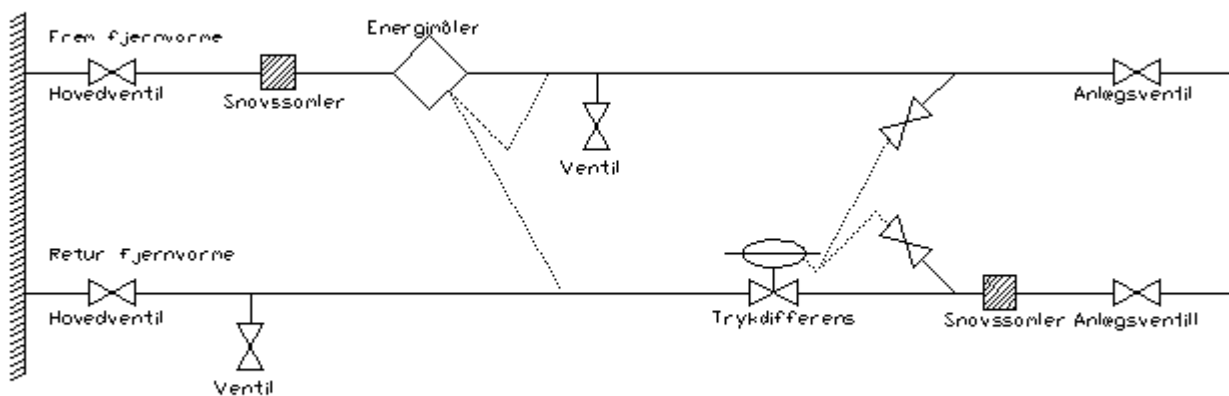 Energimåler
Frem fjernvarme
Hovedventil
Snavssamler
Anlægsventil
Ventil
Retur fjernvarme
Hovedventil
Trykdifferens
Snavssamler
Anlægsventill
Ventil